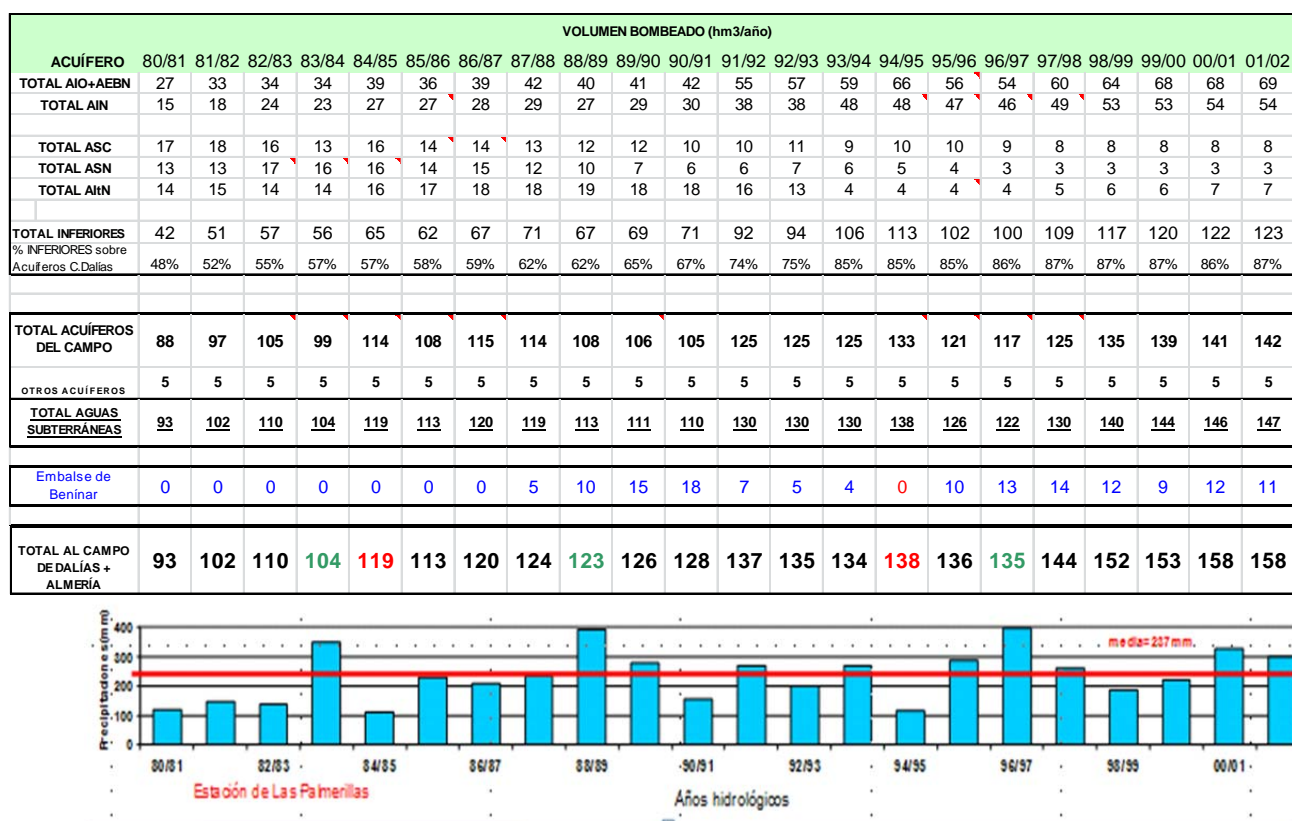 VOLUMEN BOMBEADO (hm3/año)
ACUÍFERO 80/81 81/82 82/83 83/84 84/85 85/86 86/87 87/88 88/89 89/90 90/91 91/92 92/93 93/94 94/95 95/96 96/97 97/98 98/99 99/00 00/01 01/02
TOTAL AIO+AEBN 27 33 34 34 39 36 39 42 40 41 42 55 57 59 66 56 54 60 64 68 68 69
TOTAL AIN 15 18 24 23 27 27 28 29 27 29 30 38 38 48 48 47 46 49 53 53 54 54
TOTAL ASC 17 18 16 13 16 14 14 13 12 12 10 10 11 9 10 10 9 8 8 8 8 8
TOTAL ASN 13 13 17 16 16 14 15 12 10 7 6 6 7 6 5 4 3 3 3 3 3 3
TOTAL AItN 14 15 14 14 16 17 18 18 19 18 18 16 13 4 4 4 4 5 6 6 7 7
TOTAL INFERIORES 42 51 57 56 65 62 67 71 67 69 71 92 94 106 113 102 100 109 117 120 122 123
% INFERIORES sobre
Acuíferos C.Dalías 48% 52% 55% 57% 57% 58% 59% 62% 62% 65% 67% 74% 75% 85% 85% 85% 86% 87% 87% 87% 86% 87%
TOTAL ACUÍFEROS
DEL CAMPO 88 97 105 99 114 108 115 114 108 106 105 125 125 125 133 121 117 125 135 139 141 142
OTROS ACUÍFEROS 5 5 5 5 5 5 5 5 5 5 5 5 5 5 5 5 5 5 5 5 5 5
TOTAL AGUAS
SUBTERRÁNEAS 93 102 110 104 119 113 120 119 113 111 110 130 130 130 138 126 122 130 140 144 146 147
Embalse de
Benínar 0 0 0 0 0 0 0 5 10 15 18 7 5 4 0 10 13 14 12 9 12 11
TOTAL AL CAMPO
DE DALÍAS +
ALMERÍA 93 102 110 104 119 113 120 124 123 126 128 137 135 134 138 136 135 144 152 153 158 158
Precipitaciones (mm)
400
300
200
100
0
media=237mm.
80/81 82/83 84/85 86/87 88/89 90/91 92/93 94/95 96/97 98/99 00/01
Estación de Las Palmerillas
Años hidrológicos